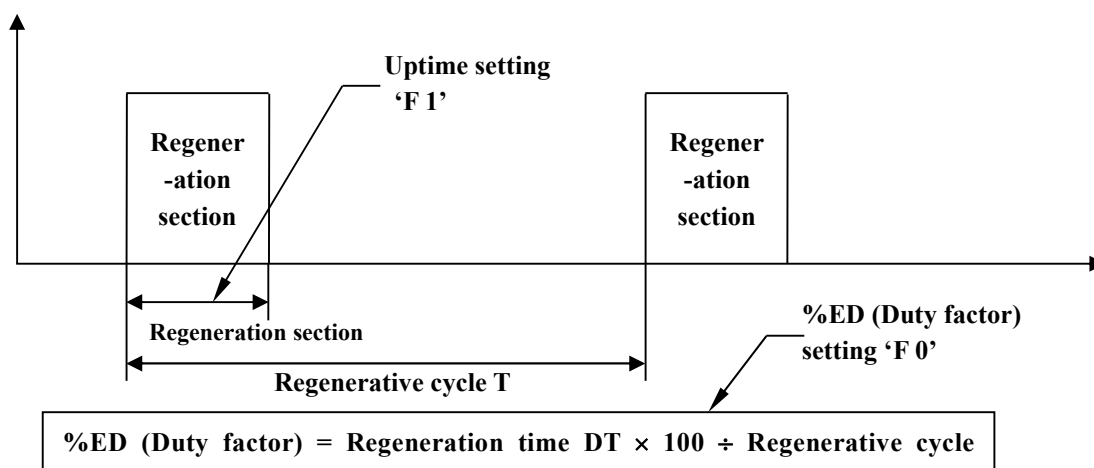 Uptime setting
‘F 1’
Regener
-ation
section
Regener
-ation
section
Regeneration section
Regenerative cycle T
%ED (Duty factor)
setting ‘F 0’
%ED (Duty factor) = Regeneration time DT × 100 ÷ Regenerative cycle